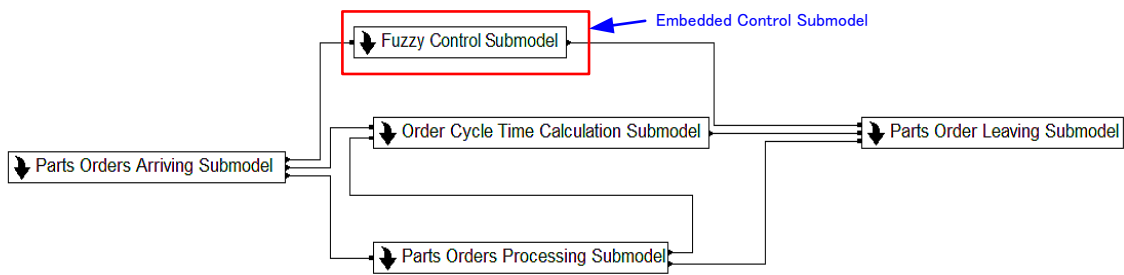 Embedded Control Submodel
Fuzzy Control Submodel
Order Cycle Time Calculation Submodel
Parts Order Leaving Submodel
Parts Orders Arriving Submodel
Parts Orders Processing Submodel